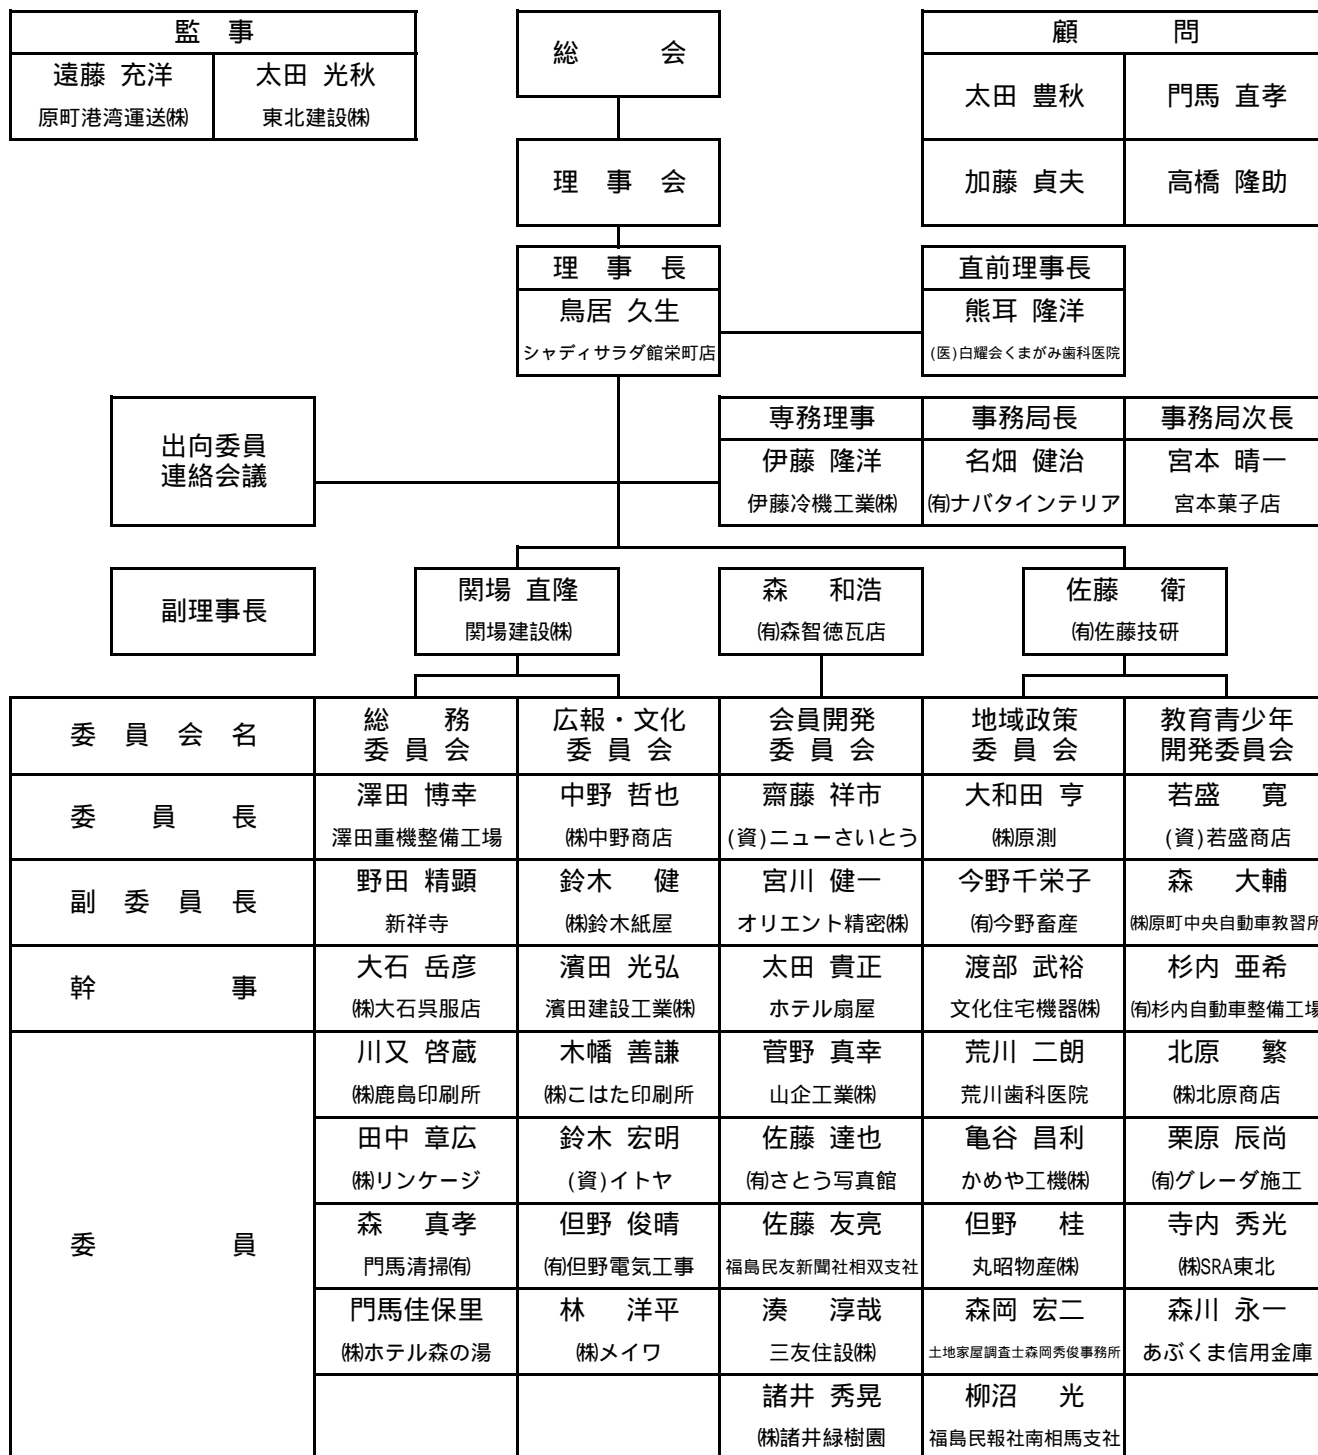 監 事
遠藤 充洋 太田 光秋
原町港湾運送㈱ 東北建設㈱
総 会
顧 問
太田 豊秋 門馬 直孝
加藤 貞夫 高橋 隆助
理 事 会
理 事 長
鳥居 久生
シャディサラダ館栄町店
直前理事長
熊耳 隆洋
(医)白耀会くまがみ歯科医院
出向委員
連絡会議
専務理事 事務局長 事務局次長
伊藤 隆洋 名畑 健治 宮本 晴一
伊藤冷機工業㈱ ㈲ナバタインテリア 宮本菓子店
副理事長
関場 直隆 森 和浩 佐藤 衛
関場建設㈱ ㈲森智徳瓦店 ㈲佐藤技研
委 員 会 名
総 務 広報・文化 会員開発 地域政策 教育青少年
委 員 会 委 員 会 委 員 会 委 員 会 開発委員会
委 員 長
澤田 博幸 中野 哲也 齋藤 祥市 大和田 亨 若盛 寛
澤田重機整備工場 ㈱中野商店 (資)ニューさいとう ㈱原測 (資)若盛商店
副 委 員 長
野田 精顕 鈴木 健 宮川 健一 今野千栄子 森 大輔
新祥寺 ㈱鈴木紙屋 オリエント精密㈱ ㈲今野畜産 ㈱原町中央自動車教習所
幹 事
大石 岳彦 濱田 光弘 太田 貴正 渡部 武裕 杉内 亜希
㈱大石呉服店 濱田建設工業㈱ ホテル扇屋 文化住宅機器㈱ ㈲杉内自動車整備工場
委 員
川又 啓蔵 木幡 善謙 菅野 真幸 荒川 二朗 北原 繁
㈱鹿島印刷所 ㈱こはた印刷所 山企工業㈱ 荒川歯科医院 ㈱北原商店
田中 章広 鈴木 宏明 佐藤 達也 亀谷 昌利 栗原 辰尚
㈱リンケージ (資)イトヤ ㈲さとう写真館 かめや工機㈱ ㈲グレーダ施工
森 真孝 但野 俊晴 佐藤 友亮 但野 桂 寺内 秀光
門馬清掃㈲ ㈲但野電気工事 福島民友新聞社相双支社 丸昭物産㈱ ㈱SRA東北
門馬佳保里 林 洋平 湊 淳哉 森岡 宏二 森川 永一
㈱ホテル森の湯 ㈱メイワ 三友住設㈱ 土地家屋調査士森岡秀俊事務所 あぶくま信用金庫
諸井 秀晃 柳沼 光
㈱諸井緑樹園 福島民報社南相馬支社